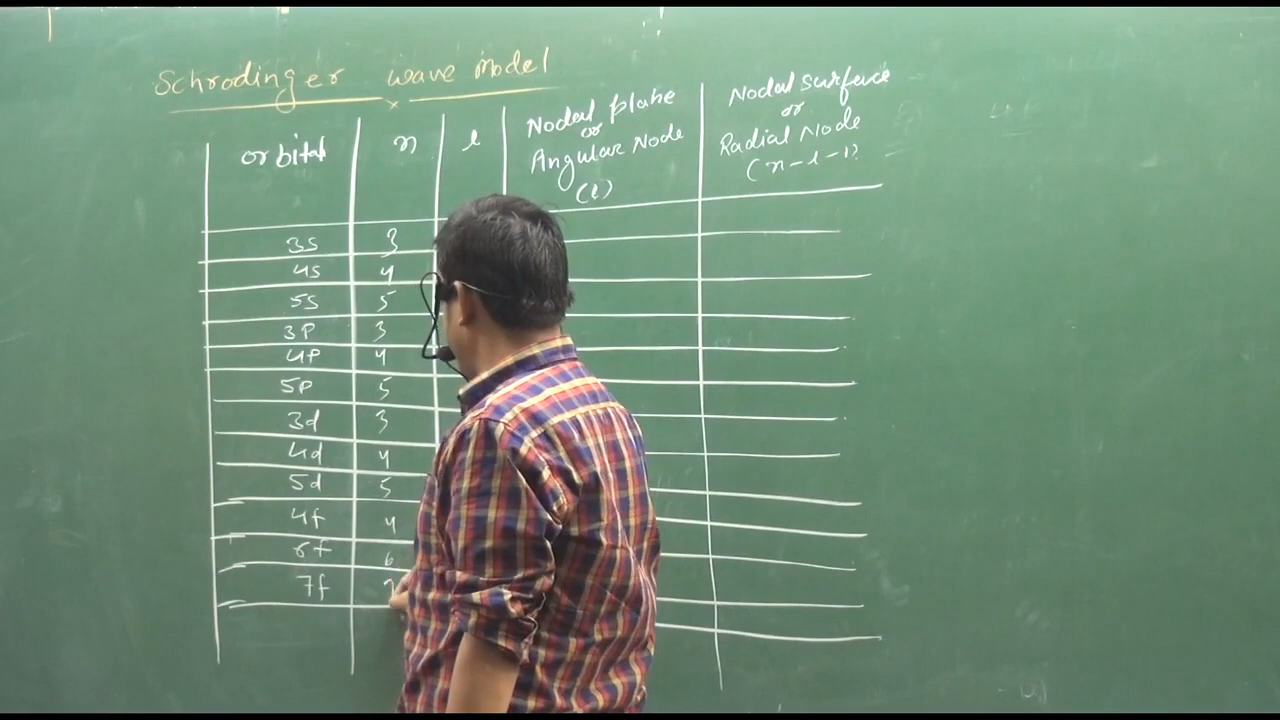 Schrodinger wave model
orbital n l Nodal plane or Angular Node (l) Nodal surface or Radial Node (n-l-1)
3s 3
4s 4
5s 5
3p 3
4p 4
5p 5
3d 3
4d 4
5d 5
4f 4
6f 6
7f